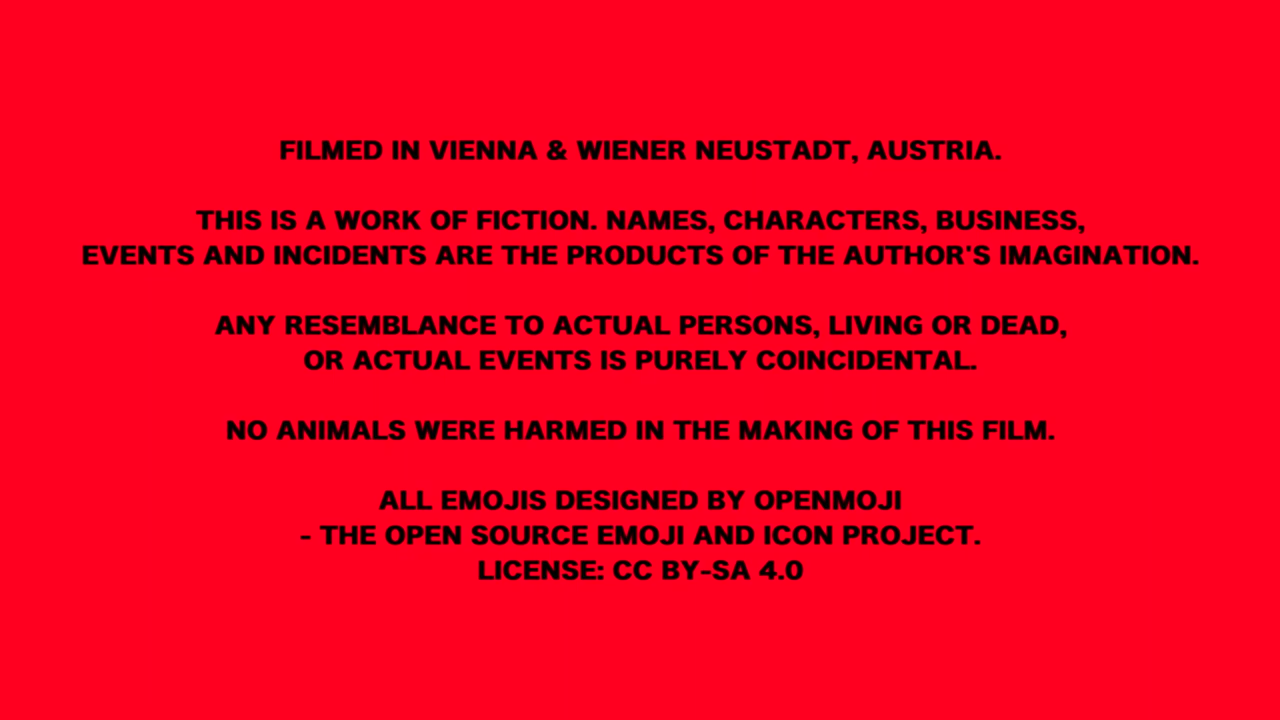 FILMED IN VIENNA & WIENER NEUSTADT, AUSTRIA.
THIS IS A WORK OF FICTION. NAMES, CHARACTERS, BUSINESS,
EVENTS AND INCIDENTS ARE THE PRODUCTS OF THE AUTHOR'S IMAGINATION.
ANY RESEMBLANCE TO ACTUAL PERSONS, LIVING OR DEAD,
OR ACTUAL EVENTS IS PURELY COINCIDENTAL.
NO ANIMALS WERE HARMED IN THE MAKING OF THIS FILM.
ALL EMOJIS DESIGNED BY OPENMOJI
- THE OPEN SOURCE EMOJI AND ICON PROJECT.
LICENSE: CC BY-SA 4.0